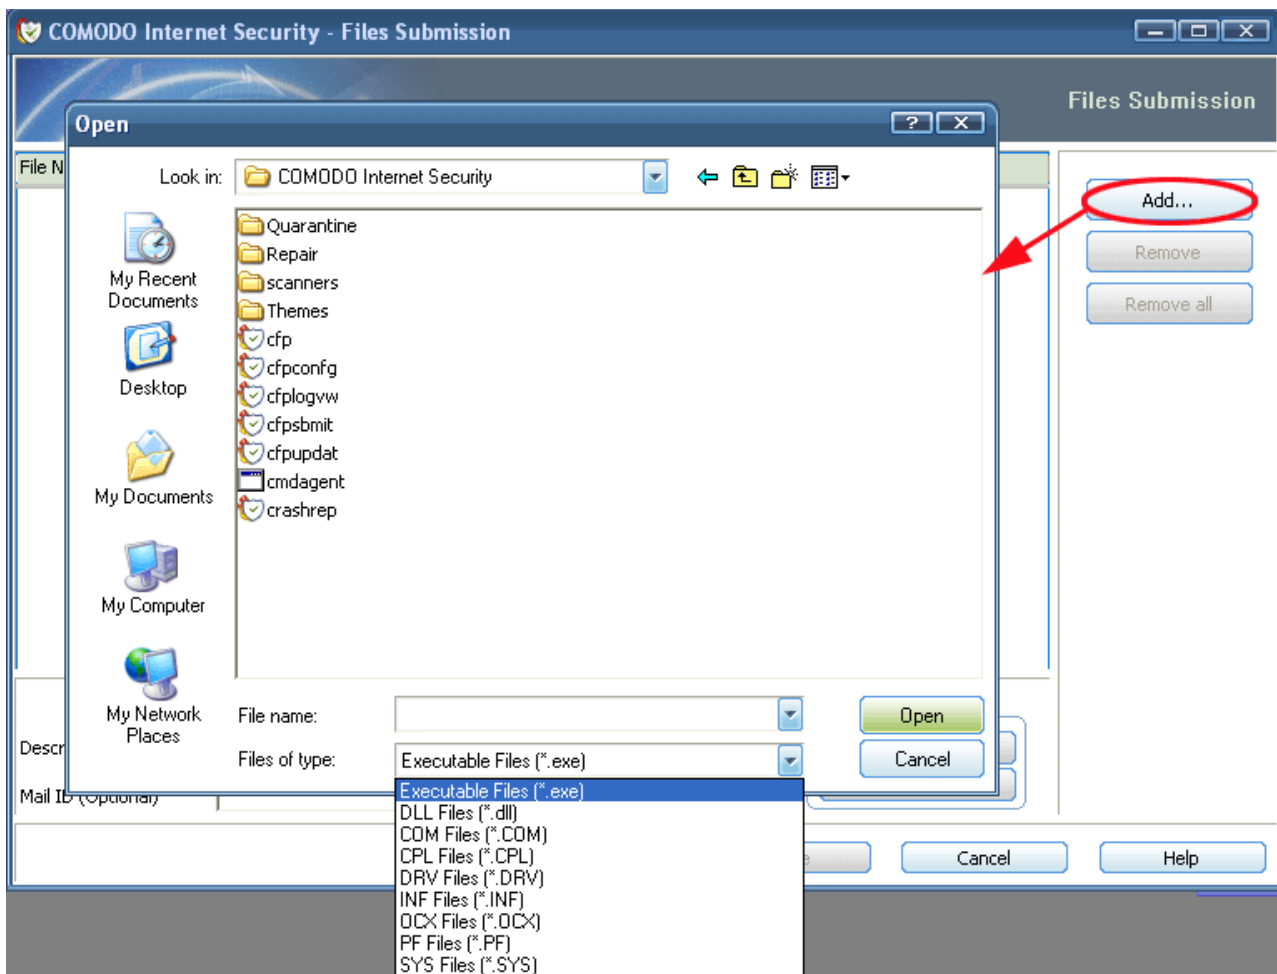 COMODO Internet Security - Files Submission
Files Submission
Open
File N
Look in:
COMODO Internet Security
Add...
Remove
Remove all
My Recent
Documents
Desktop
My Documents
My Computer
My Network
Places
Quarantine
Repair
scanners
Themes
cfp
cfpconfg
cfplogvw
cfpsbmit
cfpupdat
cmdagent
crashrep
File name:
Open
Files of type:
Executable Files (*.exe)
Cancel
Descr
Mail ID (Optional)
Executable Files (*.exe)
DLL Files (*.dll)
COM Files (*.COM)
CPL Files (*.CPL)
DRV Files (*.DRV)
INF Files (*.INF)
OCX Files (*.OCX)
PF Files (*.PF)
SYS Files (*.SYS)
Cancel
Help